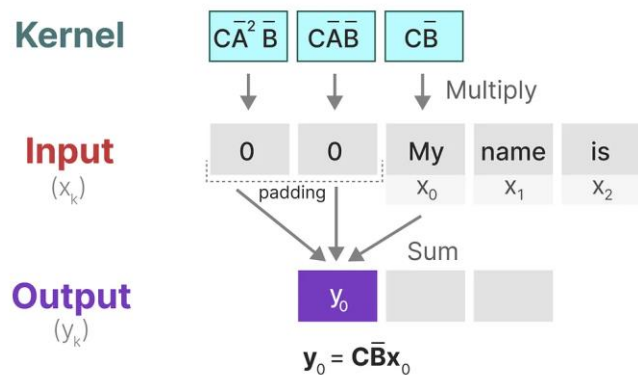 Kernel CA̅² B̅ CA̅B̅ CB̅
Multiply
Input 0 0 My name is
(xₖ) padding x₀ x₁ x₂
Sum
Output y₀
(yₖ)
y₀ = CB̅x₀